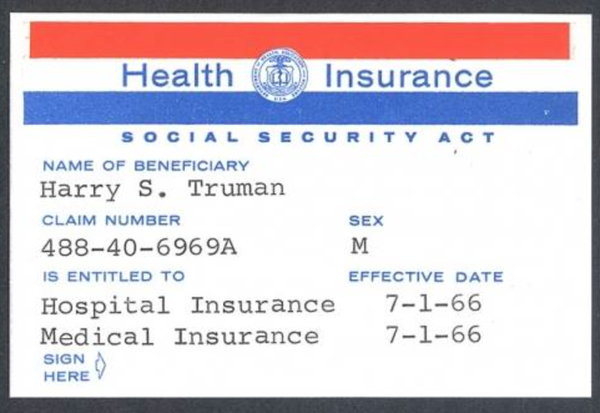 Health Insurance
SOCIAL SECURITY ACT
NAME OF BENEFICIARY
Harry S. Truman
CLAIM NUMBER SEX
488-40-6969A M
IS ENTITLED TO EFFECTIVE DATE
Hospital Insurance 7-1-66
Medical Insurance 7-1-66
SIGN
HERE